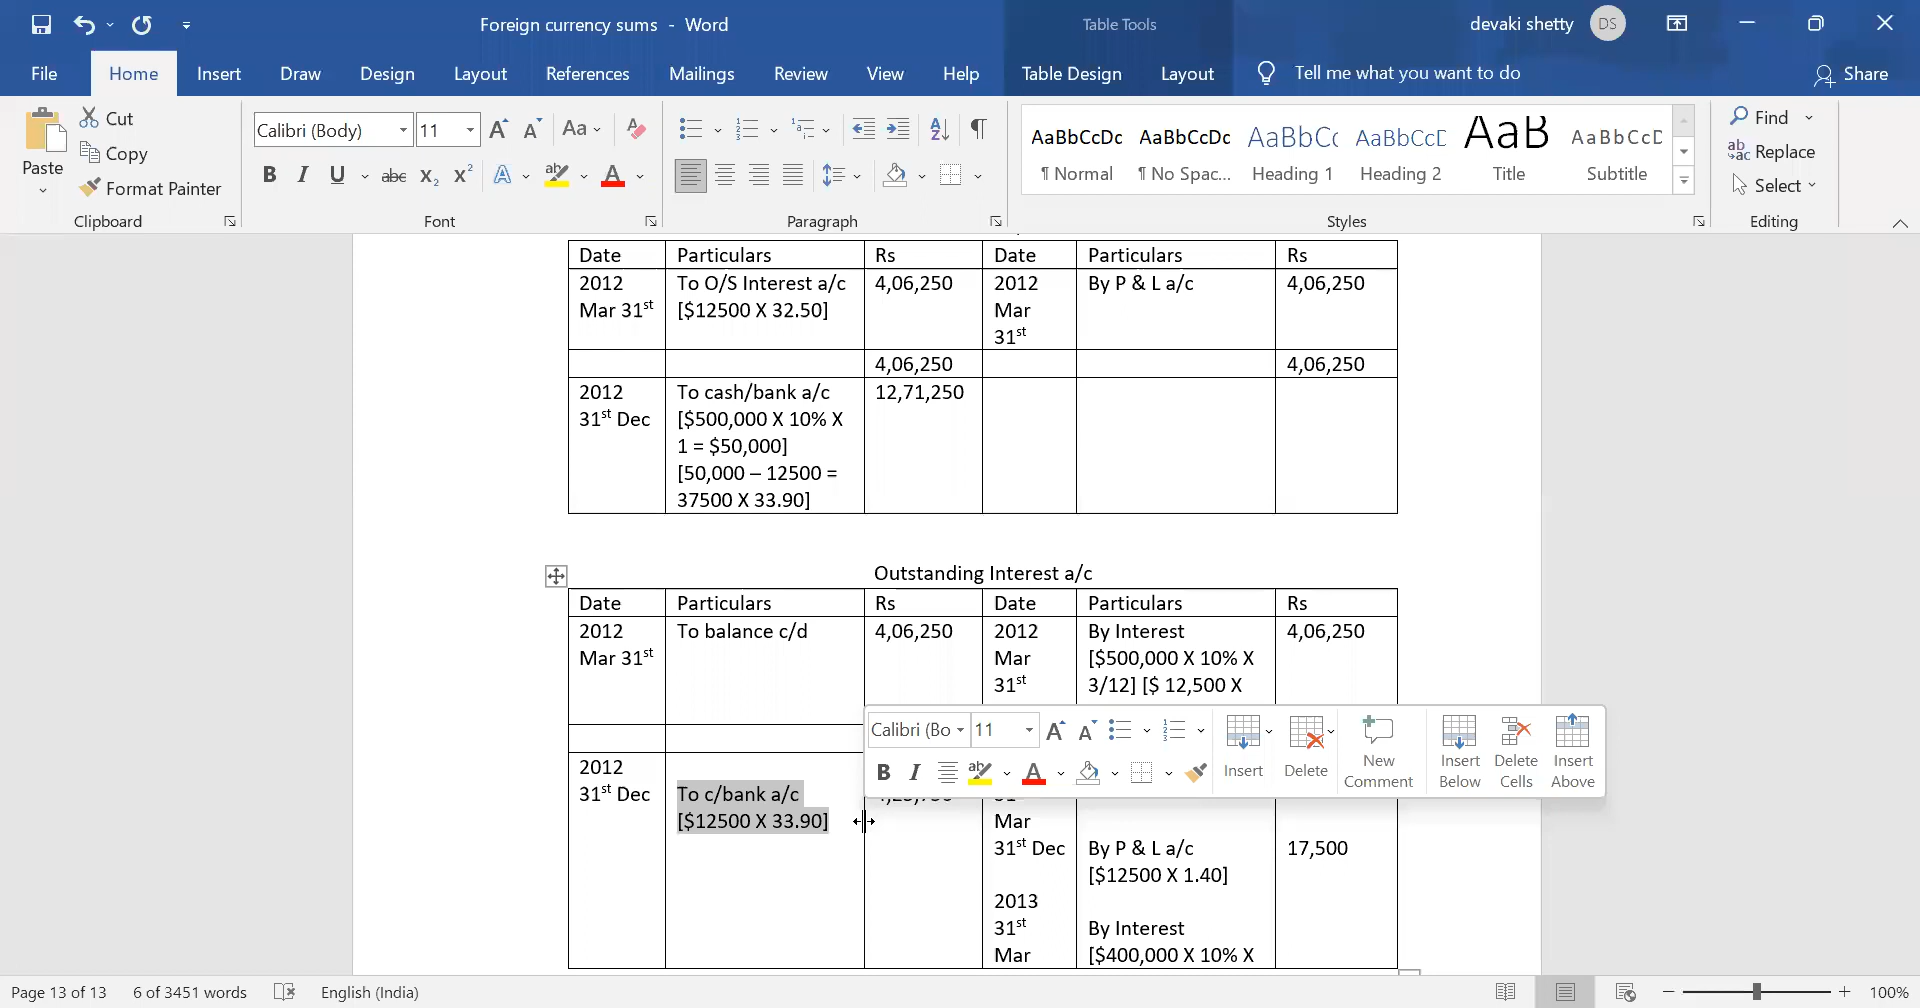 Foreign currency sums - Word
Table Tools
devaki shetty DS
File Home Insert Draw Design Layout References Mailings Review View Help Table Design Layout Tell me what you want to do Share
Paste
Cut
Copy
Format Painter
Clipboard
Calibri (Body) 11
Font
Paragraph
AaBbCcDc AaBbCcDc AaBbCc AaBbCcD AaB AaBbCcD
¶ Normal ¶ No Spac... Heading 1 Heading 2 Title Subtitle
Styles
Find
Replace
Select
Editing
Date Particulars Rs Date Particulars Rs
2012 To O/S Interest a/c 4,06,250 2012 By P & L a/c 4,06,250
Mar 31st [$12500 X 32.50] Mar
31st
4,06,250 4,06,250
2012 To cash/bank a/c 12,71,250
31st Dec [$500,000 X 10% X
1 = $50,000]
[50,000 – 12500 =
37500 X 33.90]
Outstanding Interest a/c
Date Particulars Rs Date Particulars Rs
2012 To balance c/d 4,06,250 2012 By Interest 4,06,250
Mar 31st Mar [$500,000 X 10% X
31st 3/12] [$ 12,500 X
Calibri (Bo 11
Insert Delete New Comment Insert Below Delete Cells Insert Above
2012
31st Dec To c/bank a/c
[$12500 X 33.90] Mar
31st Dec By P & L a/c 17,500
[$12500 X 1.40]
2013
31st By Interest
Mar [$400,000 X 10% X
Page 13 of 13 6 of 3451 words English (India) 100%